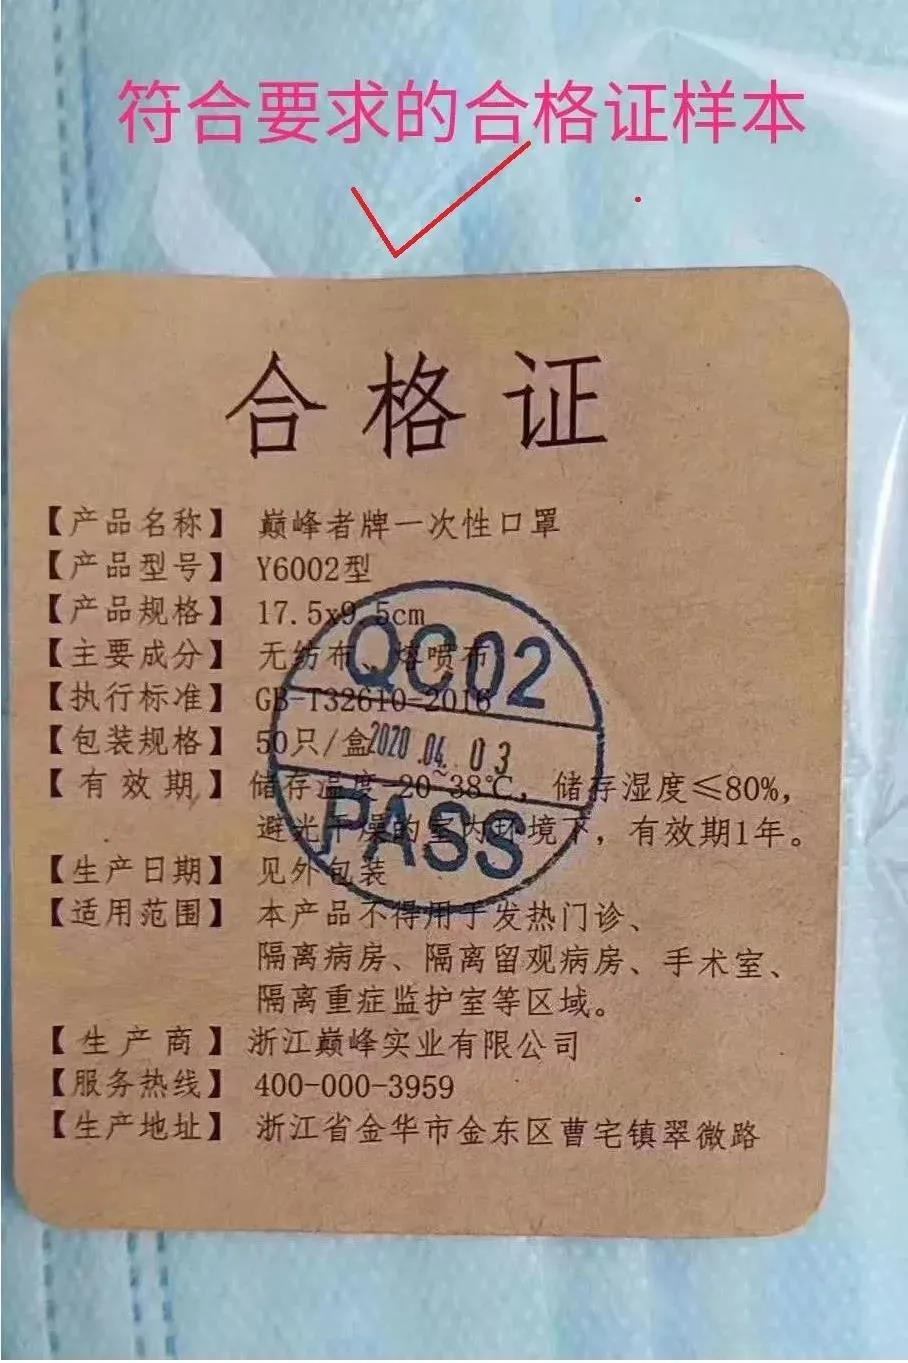 符合要求的合格证样本
合格证
【产品名称】 巅峰者牌一次性口罩
【产品型号】 Y6002型
【产品规格】 17.5x9.5cm
【主要成分】 无纺布、熔喷布
【执行标准】 GB-T32610-2016
【包装规格】 50只/盒
【有效期】 储存温度-20~38℃，储存湿度≤80%，
避光干燥的室内环境下，有效期1年。
【生产日期】 见外包装
【适用范围】 本产品不得用于发热门诊、
隔离病房、隔离留观病房、手术室、
隔离重症监护室等区域。
【生产商】 浙江巅峰实业有限公司
【服务热线】 400-000-3959
【生产地址】 浙江省金华市金东区曹宅镇翠微路
QC02
2020.04.03
PASS